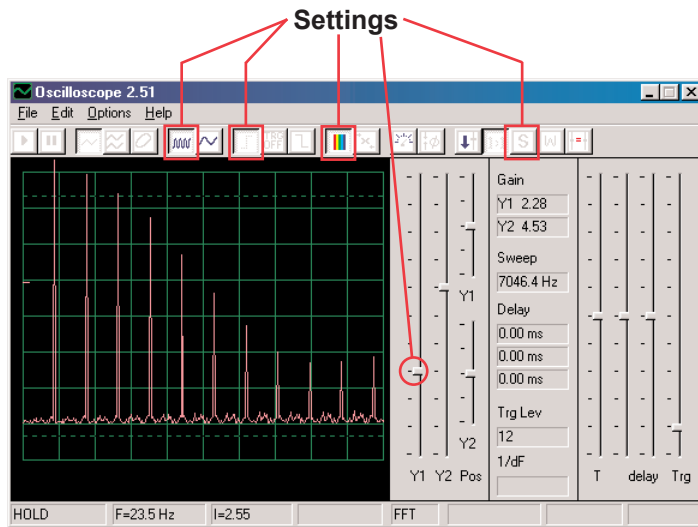 Settings
Oscilloscope 2.51
File Edit Options Help
TRG OFF
S
W
Gain
Y1 2.28
Y2 4.53
Sweep
7046.4 Hz
Delay
0.00 ms
0.00 ms
0.00 ms
Trg Lev
12
1/dF
Y1
Y2
Y1 Y2 Pos
T delay Trg
HOLD F=23.5 Hz I=2.55 FFT